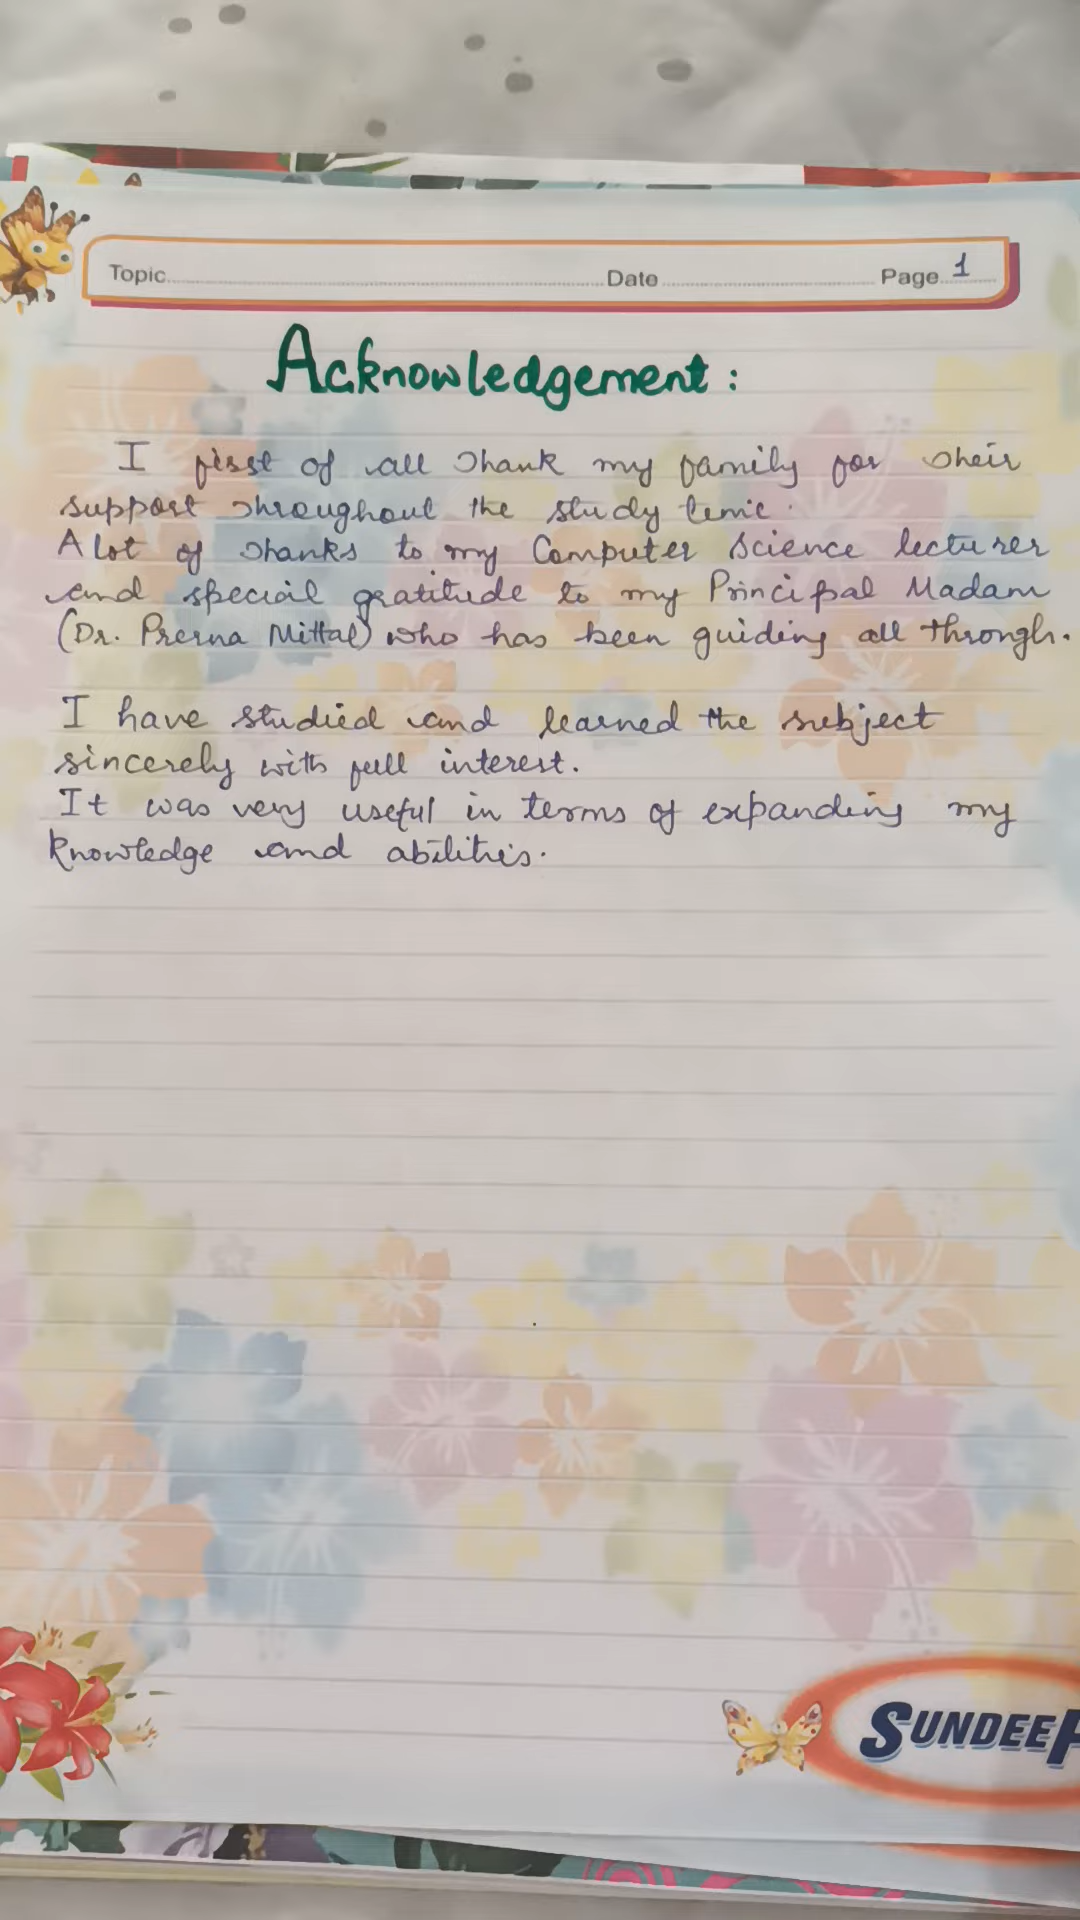 Topic
Date
Page 1
Acknowledgement :
I first of all thank my family for their
support throughout the study time.
A lot of thanks to my Computer Science lecturer
and special gratitude to my Principal Madam
(Dr. Prerna Mittal) who has been guiding all through.
I have studied and learned the subject
sincerely with full interest.
It was very useful in terms of expanding my
knowledge and abilities.
SUNDEEP